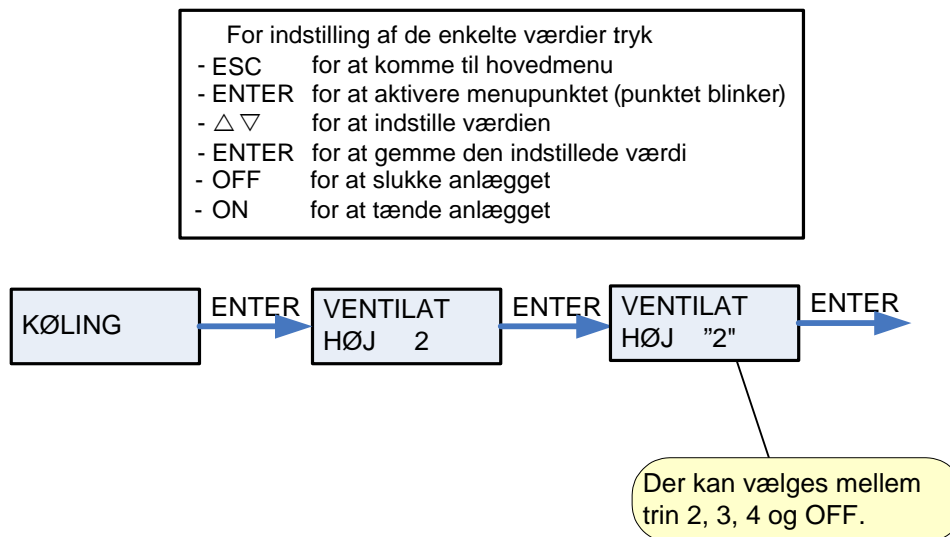 For indstilling af de enkelte værdier tryk
- ESC for at komme til hovedmenu
- ENTER for at aktivere menupunktet (punktet blinker)
- △ ▽ for at indstille værdien
- ENTER for at gemme den indstillede værdi
- OFF for at slukke anlægget
- ON for at tænde anlægget
KØLING
ENTER
VENTILAT
HØJ 2
ENTER
VENTILAT
HØJ ”2"
ENTER
Der kan vælges mellem
trin 2, 3, 4 og OFF.